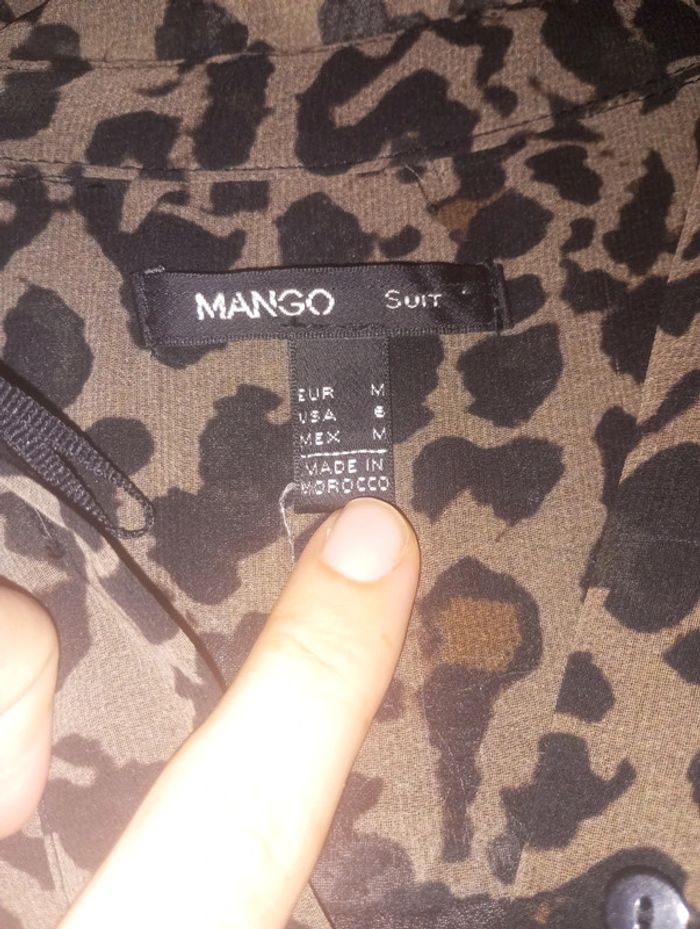 MANGO SUIT
EUR M
USA 6
MEX M
MADE IN
MOROCCO